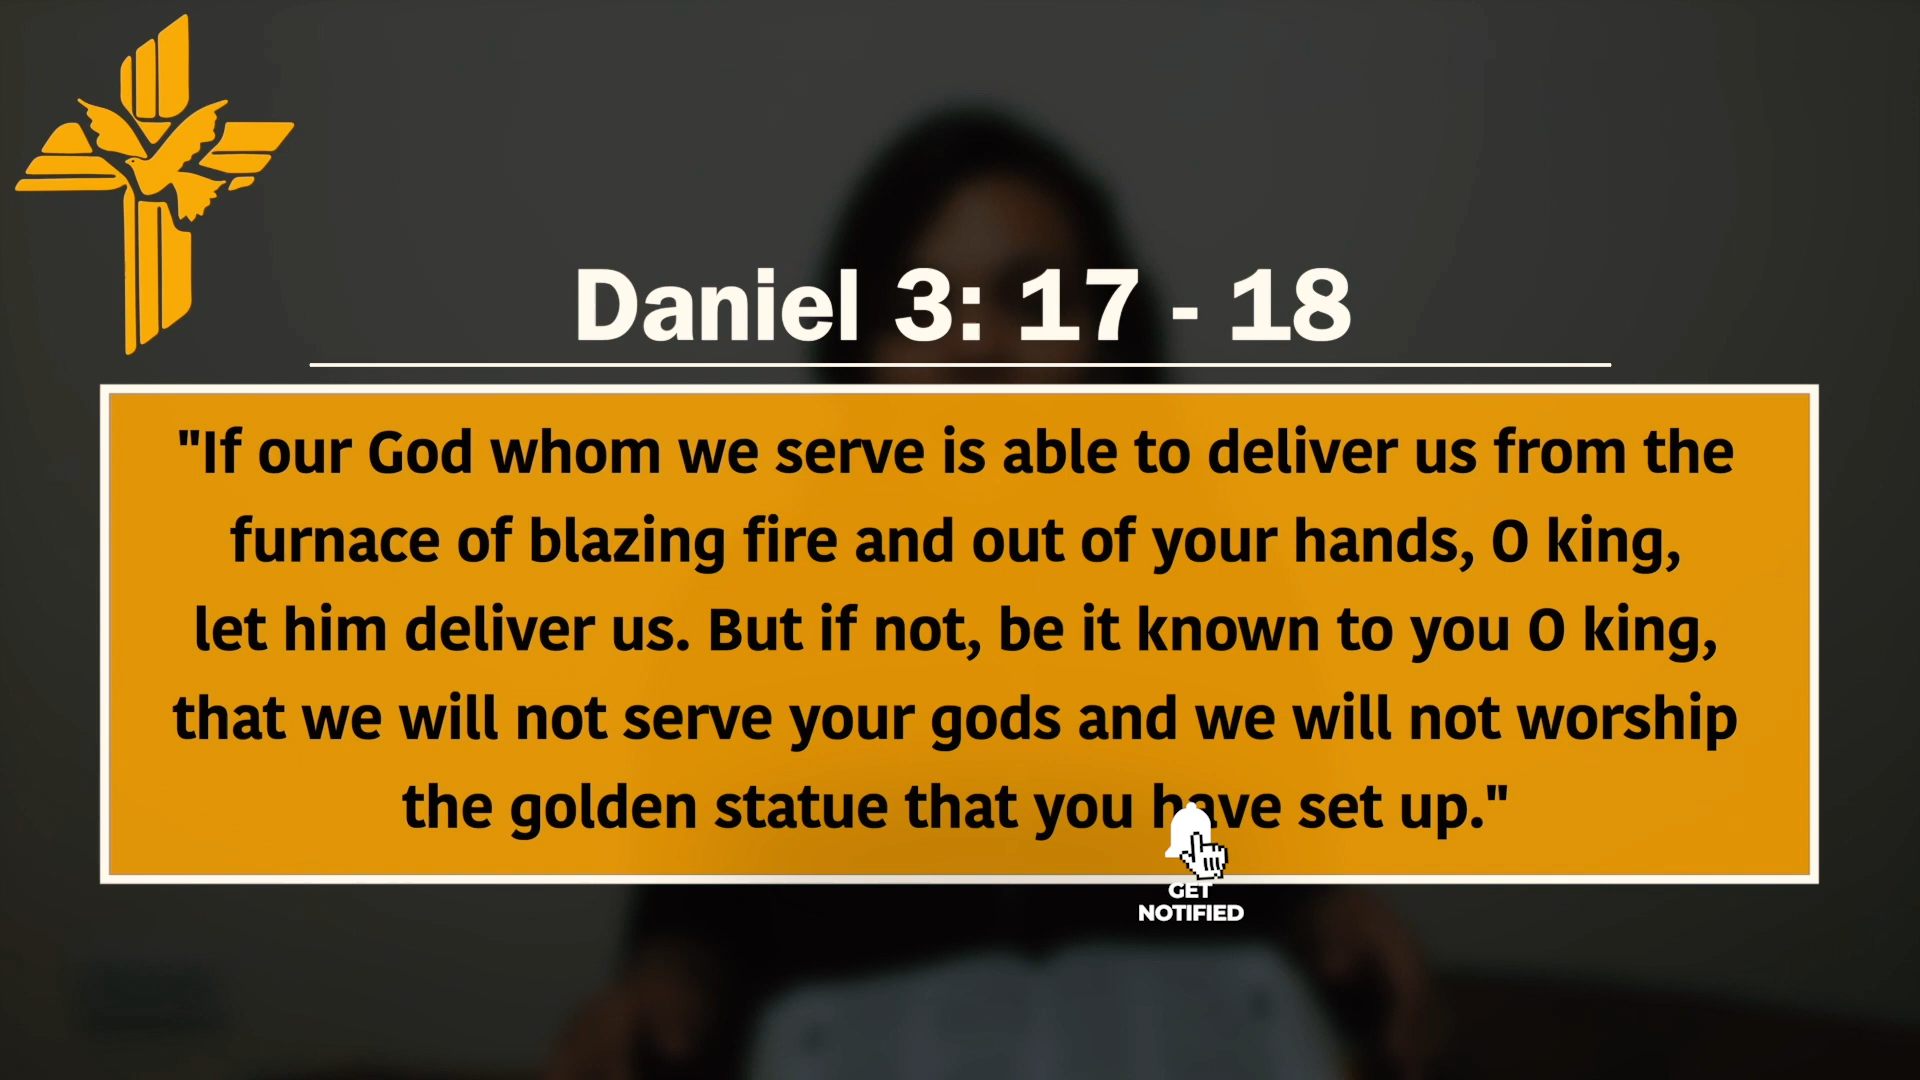 Daniel 3: 17 - 18
"If our God whom we serve is able to deliver us from the
furnace of blazing fire and out of your hands, O king,
let him deliver us. But if not, be it known to you O king,
that we will not serve your gods and we will not worship
the golden statue that you have set up."
GET
NOTIFIED